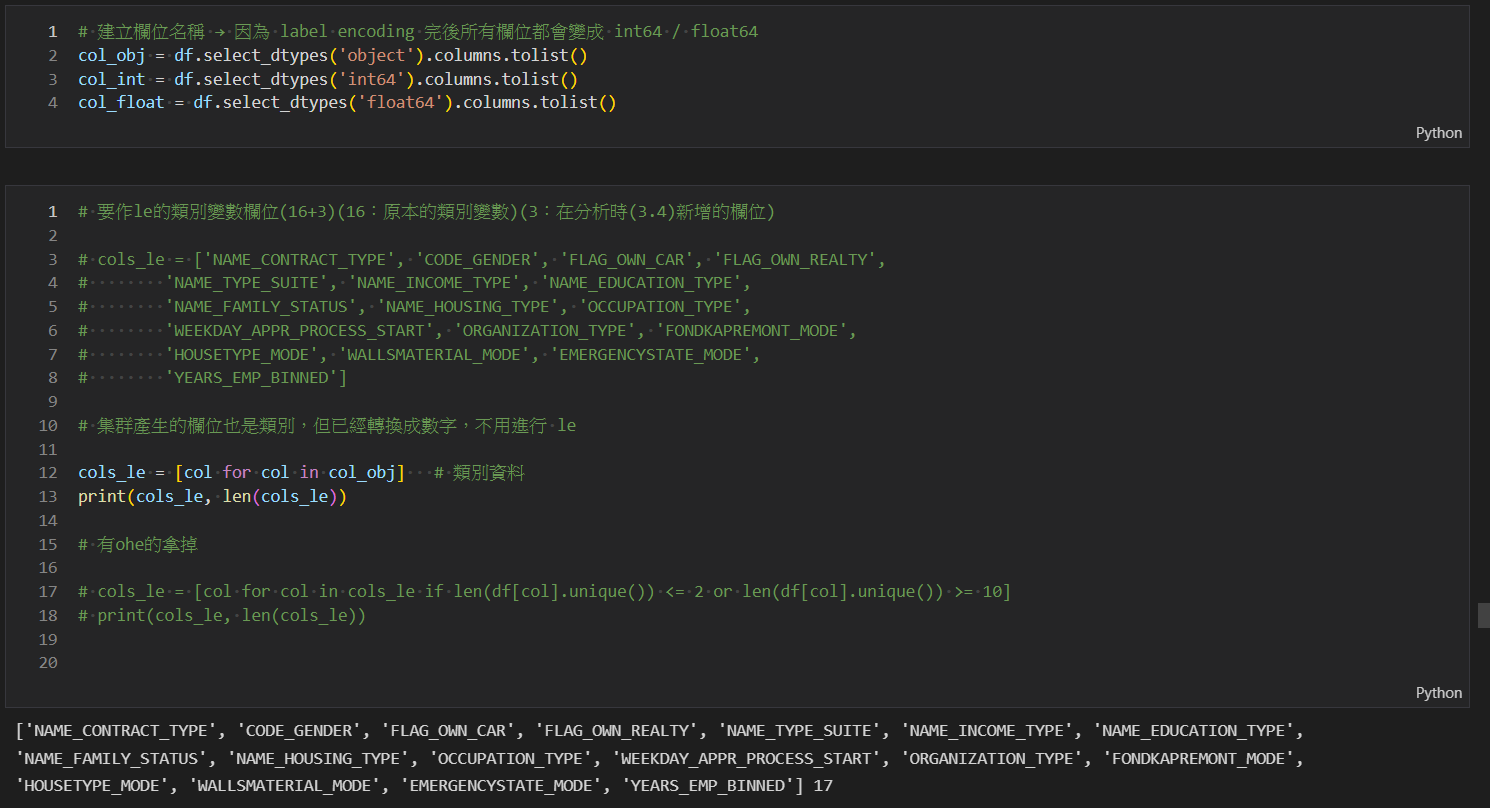 1 # 建立欄位名稱 → 因為 label encoding 完後所有欄位都會變成 int64 / float64
2 col_obj = df.select_dtypes('object').columns.tolist()
3 col_int = df.select_dtypes('int64').columns.tolist()
4 col_float = df.select_dtypes('float64').columns.tolist()
Python
1 # 要作le的類別變數欄位(16+3)(16：原本的類別變數)(3：在分析時(3.4)新增的欄位)
2
3 # cols_le = ['NAME_CONTRACT_TYPE', 'CODE_GENDER', 'FLAG_OWN_CAR', 'FLAG_OWN_REALTY',
4 #        'NAME_TYPE_SUITE', 'NAME_INCOME_TYPE', 'NAME_EDUCATION_TYPE',
5 #        'NAME_FAMILY_STATUS', 'NAME_HOUSING_TYPE', 'OCCUPATION_TYPE',
6 #        'WEEKDAY_APPR_PROCESS_START', 'ORGANIZATION_TYPE', 'FONDKAPREMONT_MODE',
7 #        'HOUSETYPE_MODE', 'WALLSMATERIAL_MODE', 'EMERGENCYSTATE_MODE',
8 #        'YEARS_EMP_BINNED']
9
10 # 集群產生的欄位也是類別，但已經轉換成數字，不用進行 le
11
12 cols_le = [col for col in col_obj]   # 類別資料
13 print(cols_le, len(cols_le))
14
15 # 有ohe的拿掉
16
17 # cols_le = [col for col in cols_le if len(df[col].unique()) <= 2 or len(df[col].unique()) >= 10]
18 # print(cols_le, len(cols_le))
19
20
Python
['NAME_CONTRACT_TYPE', 'CODE_GENDER', 'FLAG_OWN_CAR', 'FLAG_OWN_REALTY', 'NAME_TYPE_SUITE', 'NAME_INCOME_TYPE', 'NAME_EDUCATION_TYPE',
'NAME_FAMILY_STATUS', 'NAME_HOUSING_TYPE', 'OCCUPATION_TYPE', 'WEEKDAY_APPR_PROCESS_START', 'ORGANIZATION_TYPE', 'FONDKAPREMONT_MODE',
'HOUSETYPE_MODE', 'WALLSMATERIAL_MODE', 'EMERGENCYSTATE_MODE', 'YEARS_EMP_BINNED'] 17